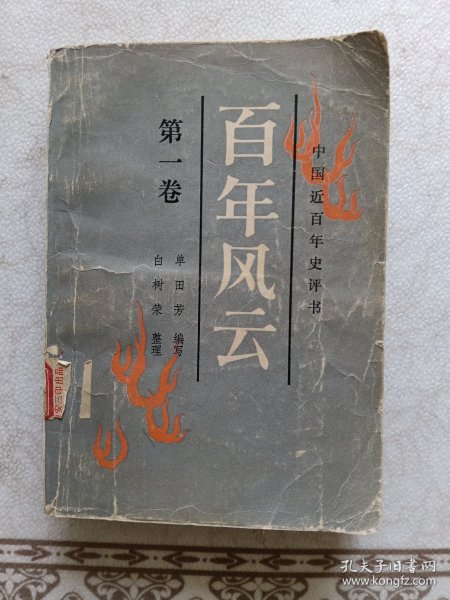 中国近百年史评书
百年风云
第一卷
单田芳 编写
白树荣 整理
孔夫子旧书网
www.kongfz.com